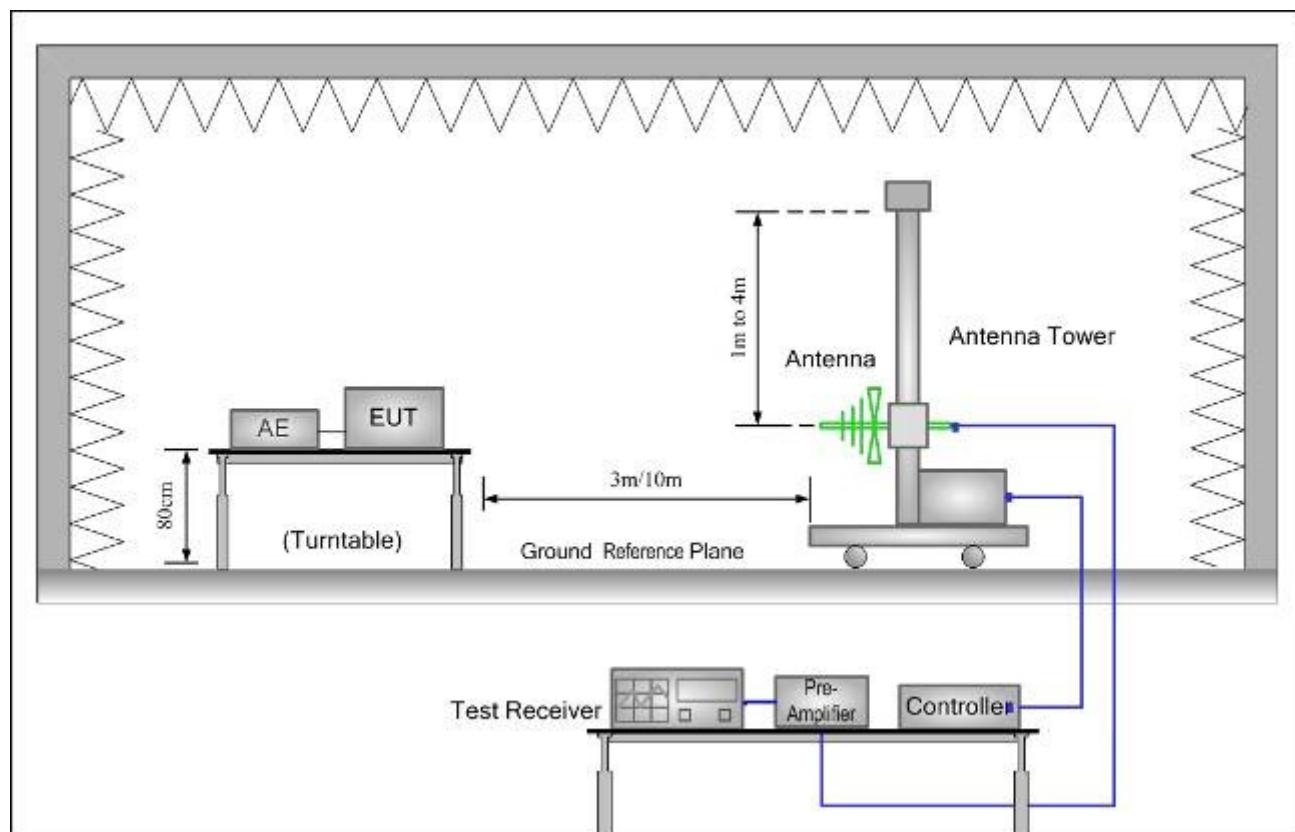 1m to 4m
Antenna Tower
Antenna
AE
EUT
80cm
3m/10m
(Turntable)
Ground Reference Plane
Test Receiver
Pre-
Amplifier
Controller